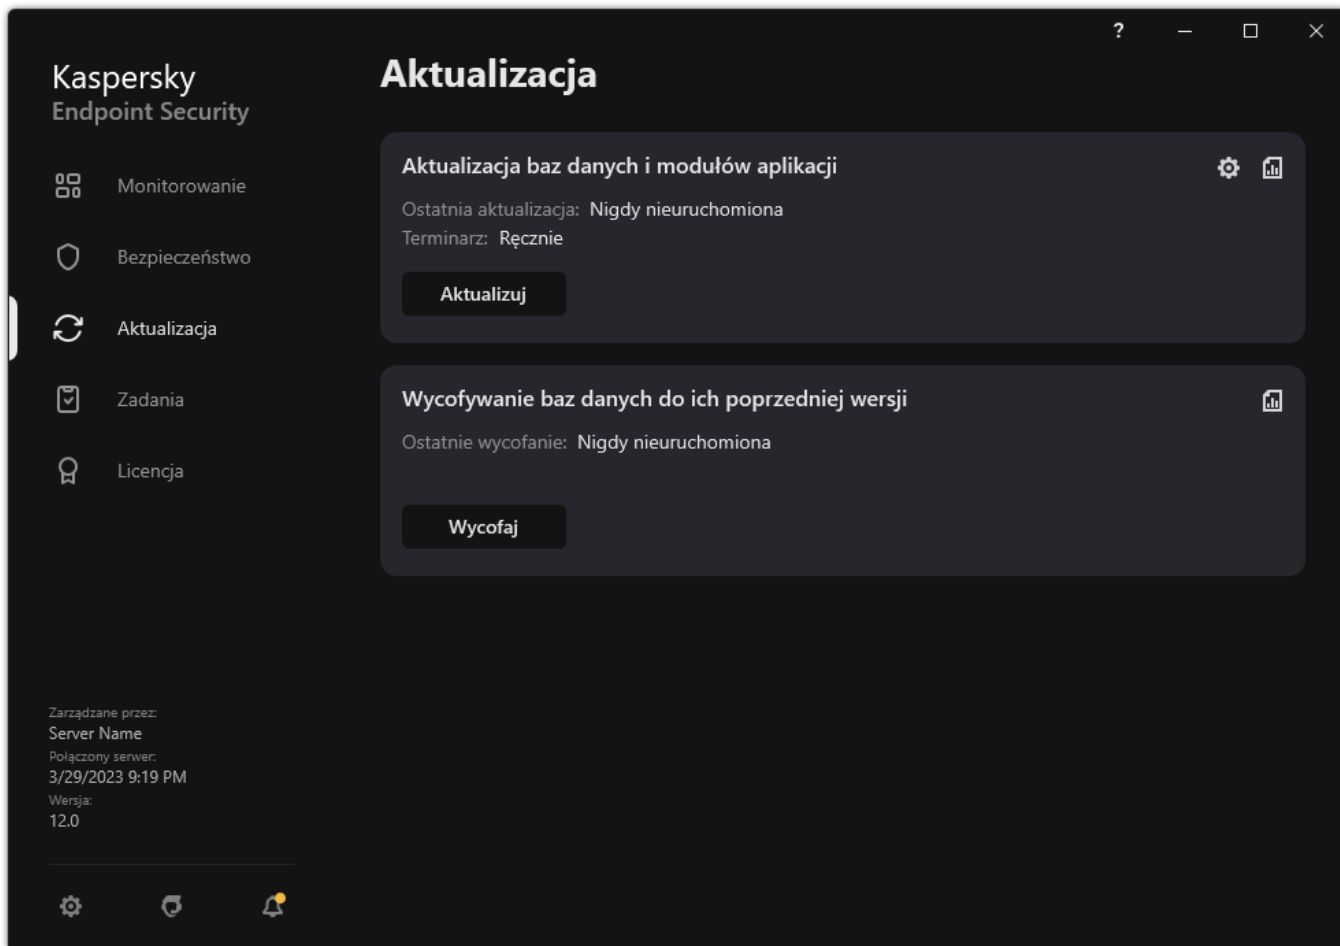 ?
Kaspersky
Endpoint Security
Monitorowanie
Bezpieczeństwo
Aktualizacja
Zadania
Licencja
Zarządzane przez:
Server Name
Połączony serwer:
3/29/2023 9:19 PM
Wersja:
12.0
Aktualizacja
Aktualizacja baz danych i modułów aplikacji
Ostatnia aktualizacja: Nigdy nieuruchomiona
Terminarz: Ręcznie
Aktualizuj
Wycofywanie baz danych do ich poprzedniej wersji
Ostatnie wycofanie: Nigdy nieuruchomiona
Wycofaj